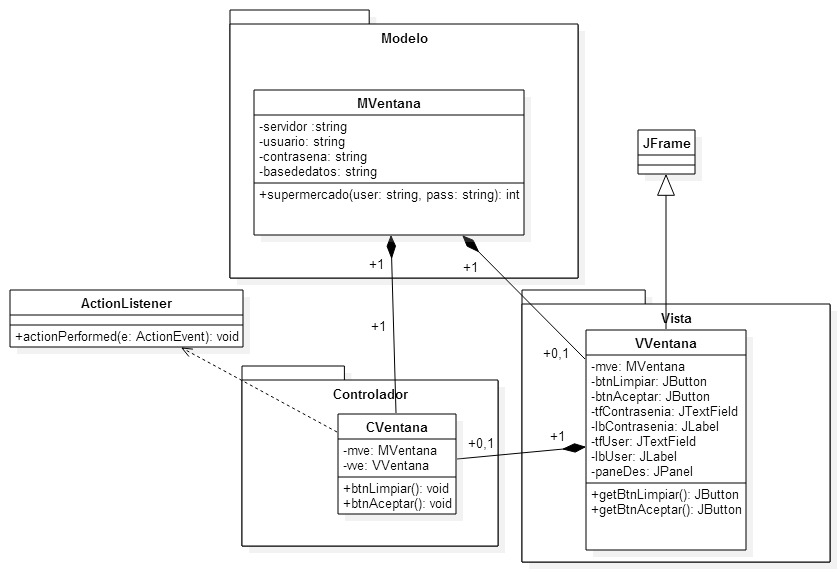 Modelo
MVentana
-servidor :string
-usuario: string
-contrasena: string
-basededatos: string
+supermercado(user: string, pass: string): int
JFrame
+1
+1
ActionListener
+actionPerformed(e: ActionEvent): void
+1
Vista
VVentana
+0,1
-mve: MVentana
-btnLimpiar: JButton
-btnAceptar: JButton
-tfContrasenia: JTextField
-lbContrasenia: JLabel
-tfUser: JTextField
-lbUser: JLabel
-paneDes: JPanel
+getBtnLimpiar(): JButton
+getBtnAceptar(): JButton
Controlador
CVentana
-mve: MVentana
-vve: VVentana
+btnLimpiar(): void
+btnAceptar(): void
+0,1
+1